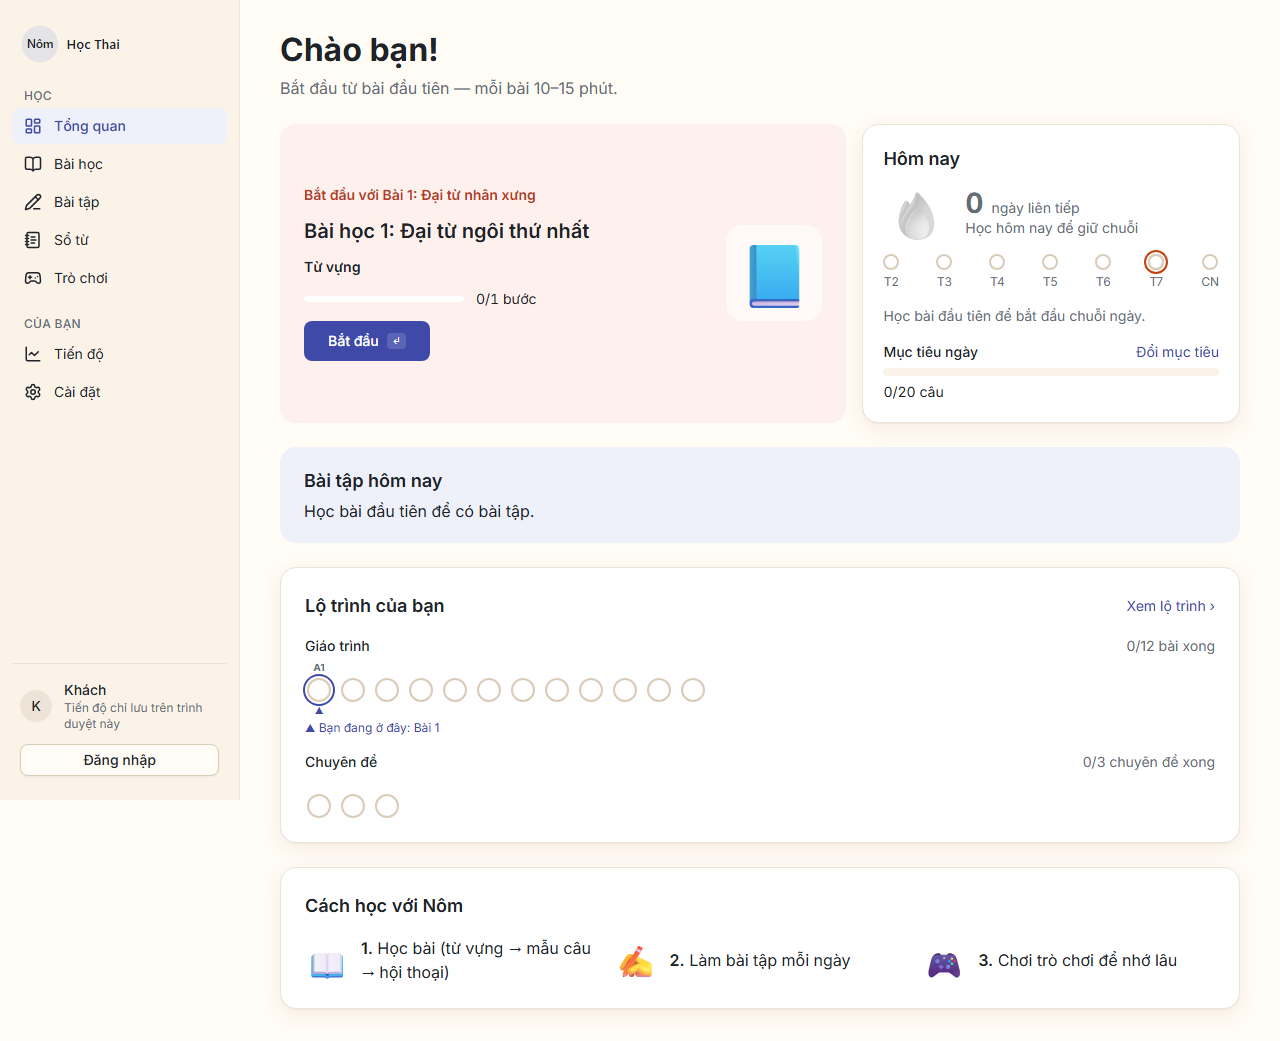 Nôm
Học Thai
HỌC
Tổng quan
Bài học
Bài tập
Sổ từ
Trò chơi
CỦA BẠN
Tiến độ
Cài đặt
K
Khách
Tiến độ chỉ lưu trên trình
duyệt này
Đăng nhập
Chào bạn!
Bắt đầu từ bài đầu tiên — mỗi bài 10–15 phút.
Bắt đầu với Bài 1: Đại từ nhân xưng
Bài học 1: Đại từ ngôi thứ nhất
Từ vựng
0/1 bước
Bắt đầu ↵
Hôm nay
0 ngày liên tiếp
Học hôm nay để giữ chuỗi
T2 T3 T4 T5 T6 T7 CN
Học bài đầu tiên để bắt đầu chuỗi ngày.
Mục tiêu ngày Đổi mục tiêu
0/20 câu
Bài tập hôm nay
Học bài đầu tiên để có bài tập.
Lộ trình của bạn Xem lộ trình ›
Giáo trình 0/12 bài xong
A1
▲
▲ Bạn đang ở đây: Bài 1
Chuyên đề 0/3 chuyên đề xong
Cách học với Nôm
1. Học bài (từ vựng → mẫu câu
→ hội thoại)
2. Làm bài tập mỗi ngày
3. Chơi trò chơi để nhớ lâu